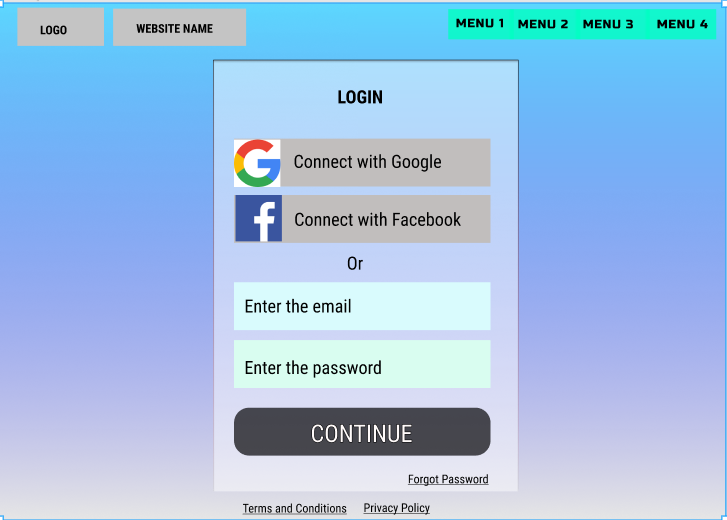 LOGO
WEBSITE NAME
MENU 1
MENU 2
MENU 3
MENU 4
LOGIN
Connect with Google
Connect with Facebook
Or
Enter the email
Enter the password
CONTINUE
Forgot Password
Terms and Conditions
Privacy Policy